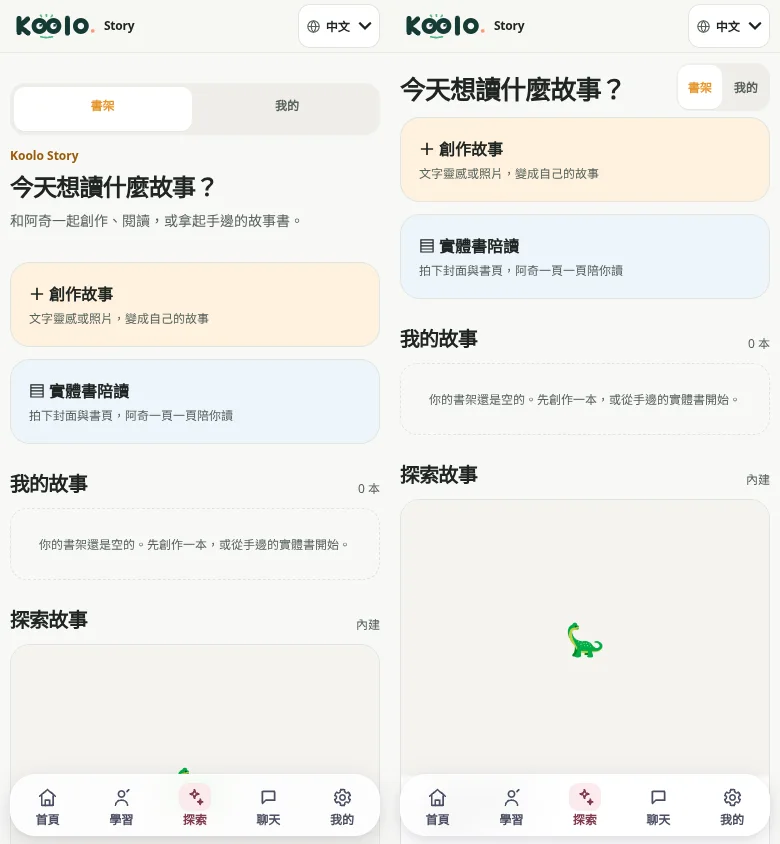 Koolo. Story
中文
書架
我的
Koolo Story
今天想讀什麼故事？
和阿奇一起創作、閱讀，或拿起手邊的故事書。
創作故事
文字靈感或照片，變成自己的故事
實體書陪讀
拍下封面與書頁，阿奇一頁一頁陪你讀
我的故事
0 本
你的書架還是空的。先創作一本，或從手邊的實體書開始。
探索故事
內建
首頁
學習
探索
聊天
我的
Koolo. Story
中文
今天想讀什麼故事？
書架
我的
創作故事
文字靈感或照片，變成自己的故事
實體書陪讀
拍下封面與書頁，阿奇一頁一頁陪你讀
我的故事
0 本
你的書架還是空的。先創作一本，或從手邊的實體書開始。
探索故事
內建
首頁
學習
探索
聊天
我的